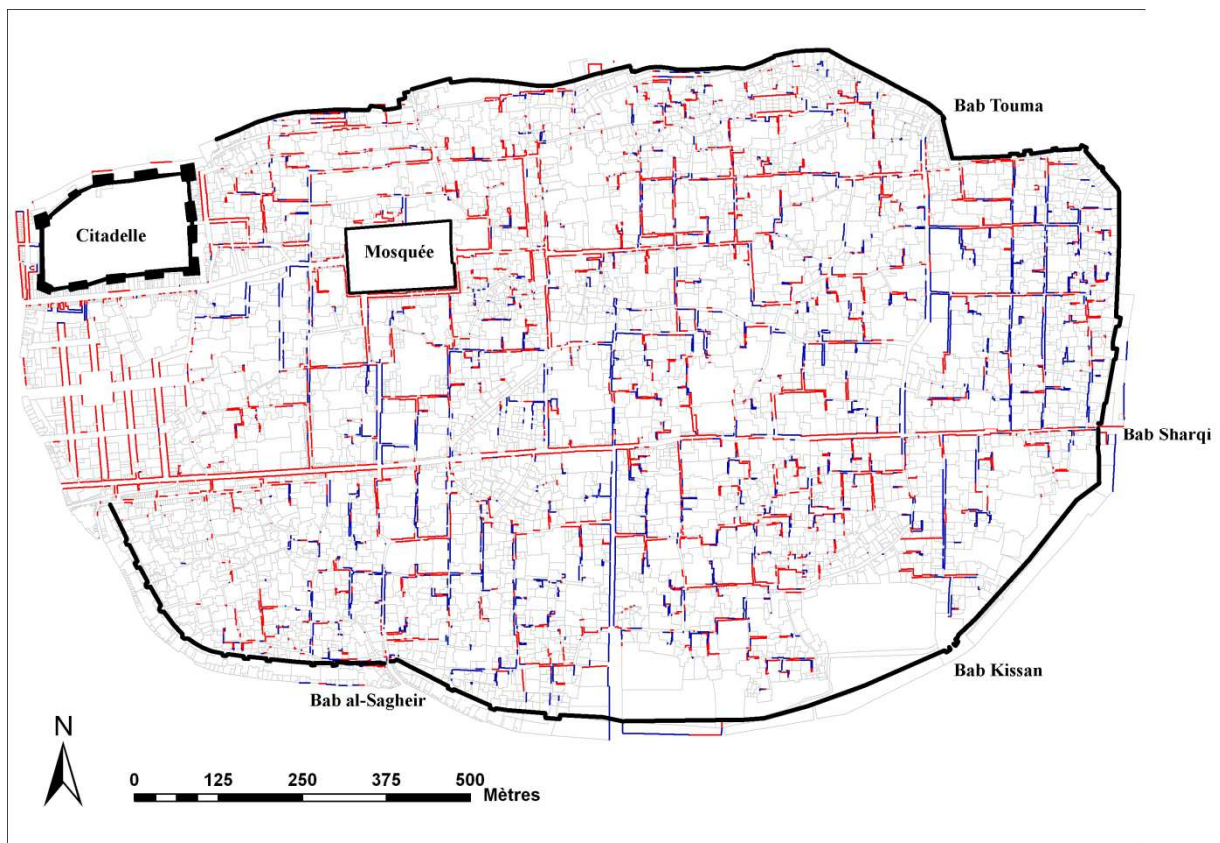 Bab Touma
Citadelle
Mosquée
Bab Sharqi
Bab Kissan
Bab al-Sagheir
N
0 125 250 375 500
Mètres